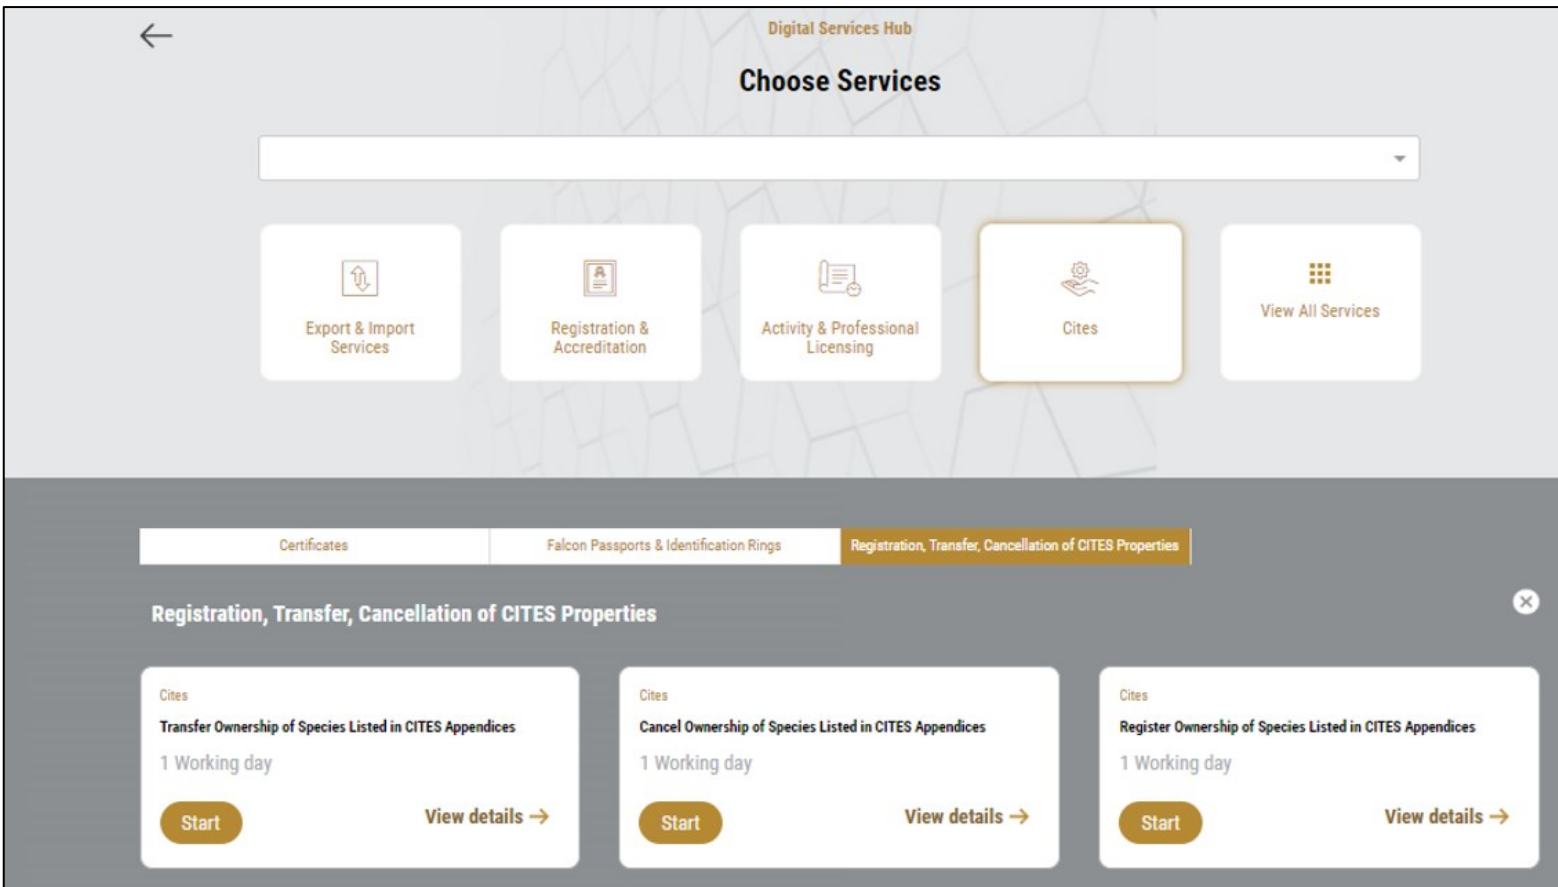 Digital Services Hub
Choose Services
Export & Import
Services
Registration &
Accreditation
Activity & Professional
Licensing
Cites
View All Services
Certificates
Falcon Passports & Identification Rings
Registration, Transfer, Cancellation of CITES Properties
Registration, Transfer, Cancellation of CITES Properties
Cites
Transfer Ownership of Species Listed in CITES Appendices
1 Working day
Start
View details →
Cites
Cancel Ownership of Species Listed in CITES Appendices
1 Working day
Start
View details →
Cites
Register Ownership of Species Listed in CITES Appendices
1 Working day
Start
View details →